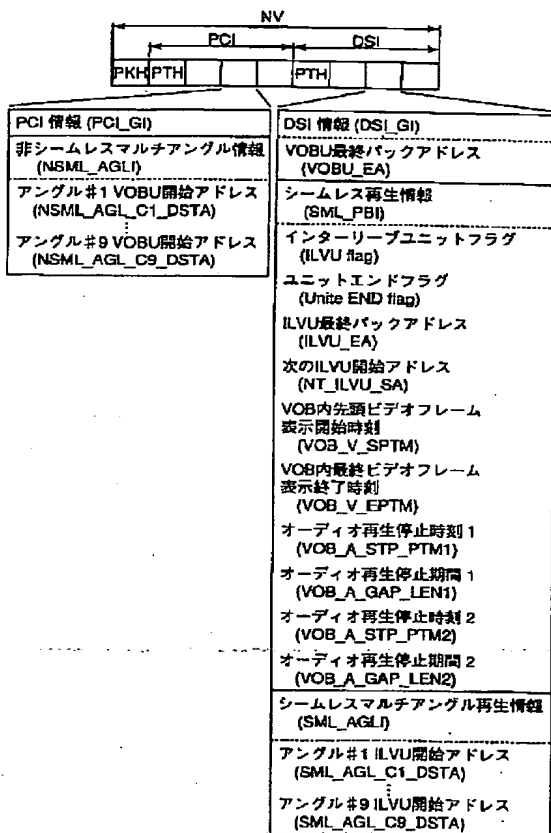 NV
PCI DSI
PKH PTH PTH
PCI 情報 (PCI_GI)
非シームレスマルチアングル情報
(NSML_AGLI)
アングル#1 VOBU開始アドレス
(NSML_AGL_C1_DSTA)
アングル#9 VOBU開始アドレス
(NSML_AGL_C9_DSTA)
DSI 情報 (DSI_GI)
VOBU最終パックアドレス
(VOBU_EA)
シームレス再生情報
(SML_PBI)
インターリーブユニットフラグ
(ILVU flag)
ユニットエンドフラグ
(Unite END flag)
ILVU最終パックアドレス
(ILVU_EA)
次のILVU開始アドレス
(NT_ILVU_SA)
VOB内先頭ビデオフレーム
表示開始時刻
(VOB_V_SPTM)
VOB内最終ビデオフレーム
表示終了時刻
(VOB_V_EPTM)
オーディオ再生停止時刻 1
(VOB_A_STP_PTM1)
オーディオ再生停止期間 1
(VOB_A_GAP_LEN1)
オーディオ再生停止時刻 2
(VOB_A_STP_PTM2)
オーディオ再生停止期間 2
(VOB_A_GAP_LEN2)
シームレスマルチアングル再生情報
(SML_AGLI)
アングル#1 ILVU開始アドレス
(SML_AGL_C1_DSTA)
アングル#9 ILVU開始アドレス
(SML_AGL_C9_DSTA)